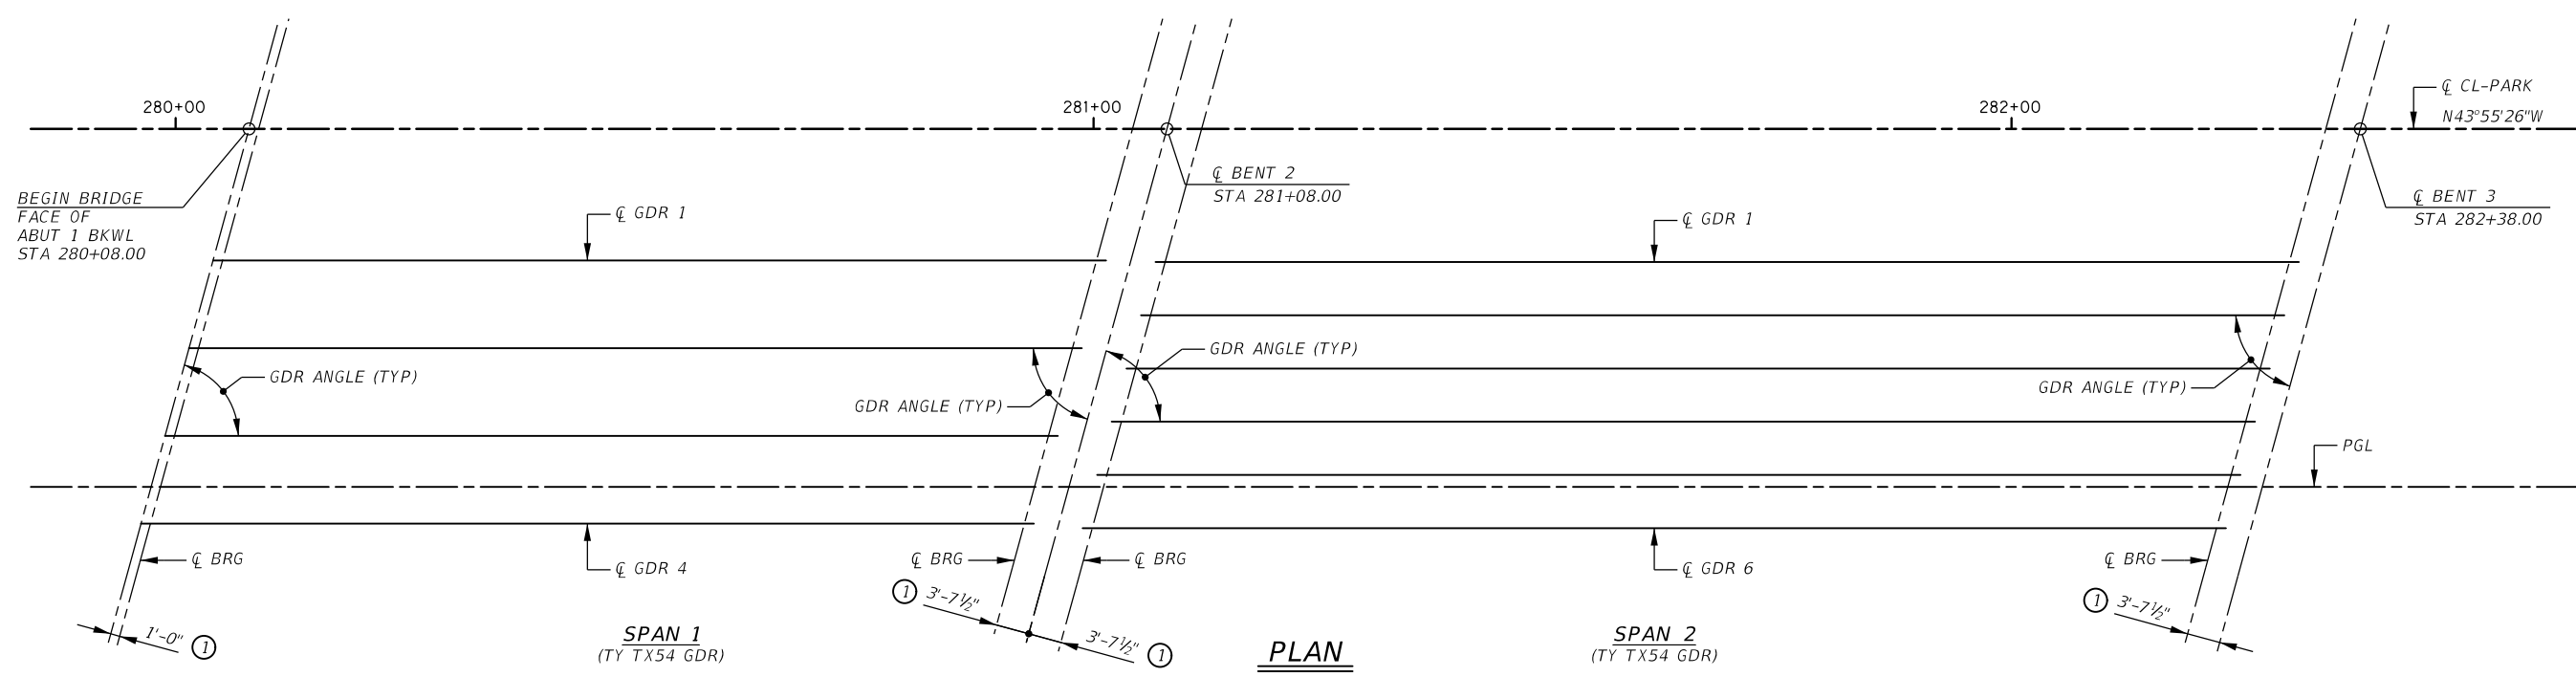 280+00
281+00
282+00
℄ CL-PARK
N43°55'26"W
BEGIN BRIDGE
FACE OF
ABUT 1 BKWL
STA 280+08.00
℄ BENT 2
STA 281+08.00
℄ BENT 3
STA 282+38.00
℄ GDR 1
℄ GDR 1
GDR ANGLE (TYP)
GDR ANGLE (TYP)
GDR ANGLE (TYP)
GDR ANGLE (TYP)
PGL
℄ BRG
℄ GDR 4
℄ BRG
℄ BRG
℄ GDR 6
℄ BRG
1'-0" ①
① 3'-7½"
3'-7½" ①
① 3'-7½"
SPAN 1
(TY TX54 GDR)
PLAN
SPAN 2
(TY TX54 GDR)